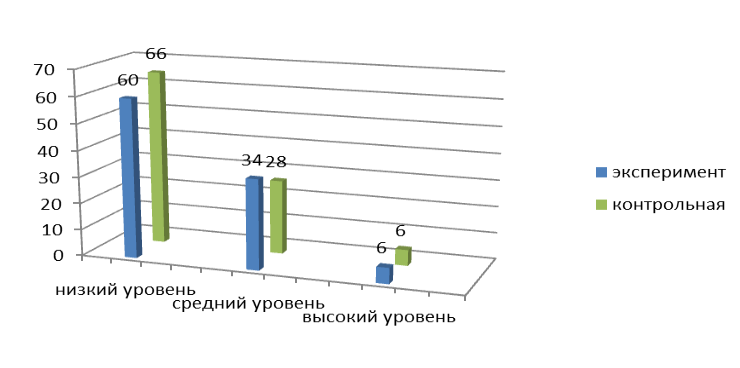 70
60
50
40
30
20
10
0
60
66
34
28
6
6
низкий уровень
средний уровень
высокий уровень
эксперимент
контрольная